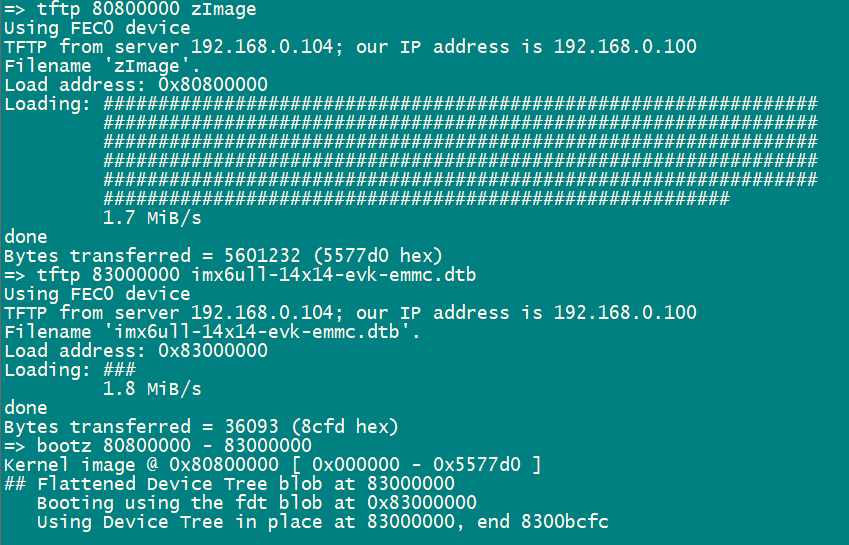 => tftp 80800000 zImage
Using FEC0 device
TFTP from server 192.168.0.104; our IP address is 192.168.0.100
Filename 'zImage'.
Load address: 0x80800000
Loading: #################################################################
         #################################################################
         #################################################################
         #################################################################
         #################################################################
         #########################################################
         1.7 MiB/s
done
Bytes transferred = 5601232 (5577d0 hex)
=> tftp 83000000 imx6ull-14x14-evk-emmc.dtb
Using FEC0 device
TFTP from server 192.168.0.104; our IP address is 192.168.0.100
Filename 'imx6ull-14x14-evk-emmc.dtb'.
Load address: 0x83000000
Loading: ###
         1.8 MiB/s
done
Bytes transferred = 36093 (8cfd hex)
=> bootz 80800000 - 83000000
Kernel image @ 0x80800000 [ 0x000000 - 0x5577d0 ]
## Flattened Device Tree blob at 83000000
   Booting using the fdt blob at 0x83000000
   Using Device Tree in place at 83000000, end 8300bcfc